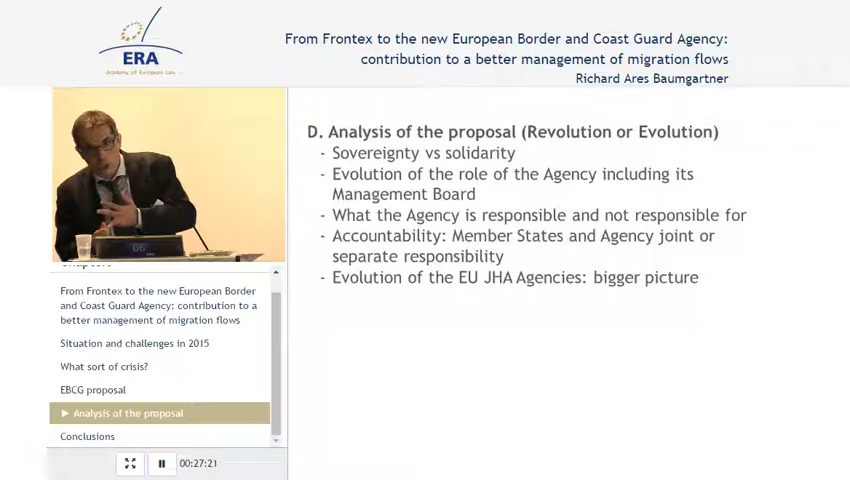 From Frontex to the new European Border and Coast Guard Agency:
contribution to a better management of migration flows
Richard Ares Baumgartner
ERA
Academy of European Law
D. Analysis of the proposal (Revolution or Evolution)
- Sovereignty vs solidarity
- Evolution of the role of the Agency including its
Management Board
- What the Agency is responsible and not responsible for
- Accountability: Member States and Agency joint or
separate responsibility
- Evolution of the EU JHA Agencies: bigger picture
06
Chapters
From Frontex to the new European Border
and Coast Guard Agency: contribution to a
better management of migration flows
Situation and challenges in 2015
What sort of crisis?
EBCG proposal
► Analysis of the proposal
Conclusions
00:27:21